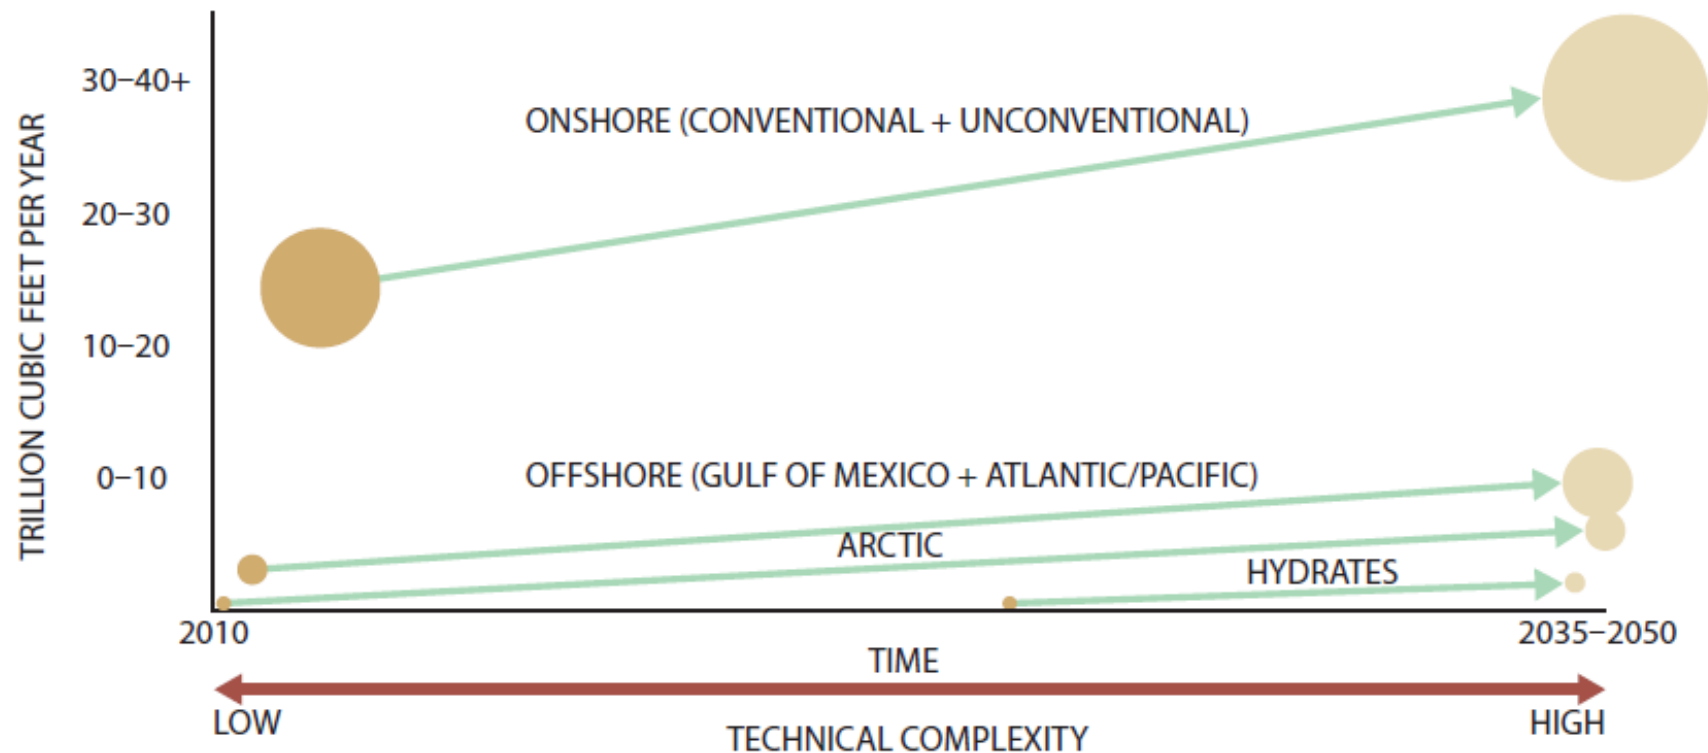 TRILLION CUBIC FEET PER YEAR
30–40+
20–30
10–20
0–10
ONSHORE (CONVENTIONAL + UNCONVENTIONAL)
OFFSHORE (GULF OF MEXICO + ATLANTIC/PACIFIC)
ARCTIC
HYDRATES
2010
2035–2050
TIME
LOW
HIGH
TECHNICAL COMPLEXITY